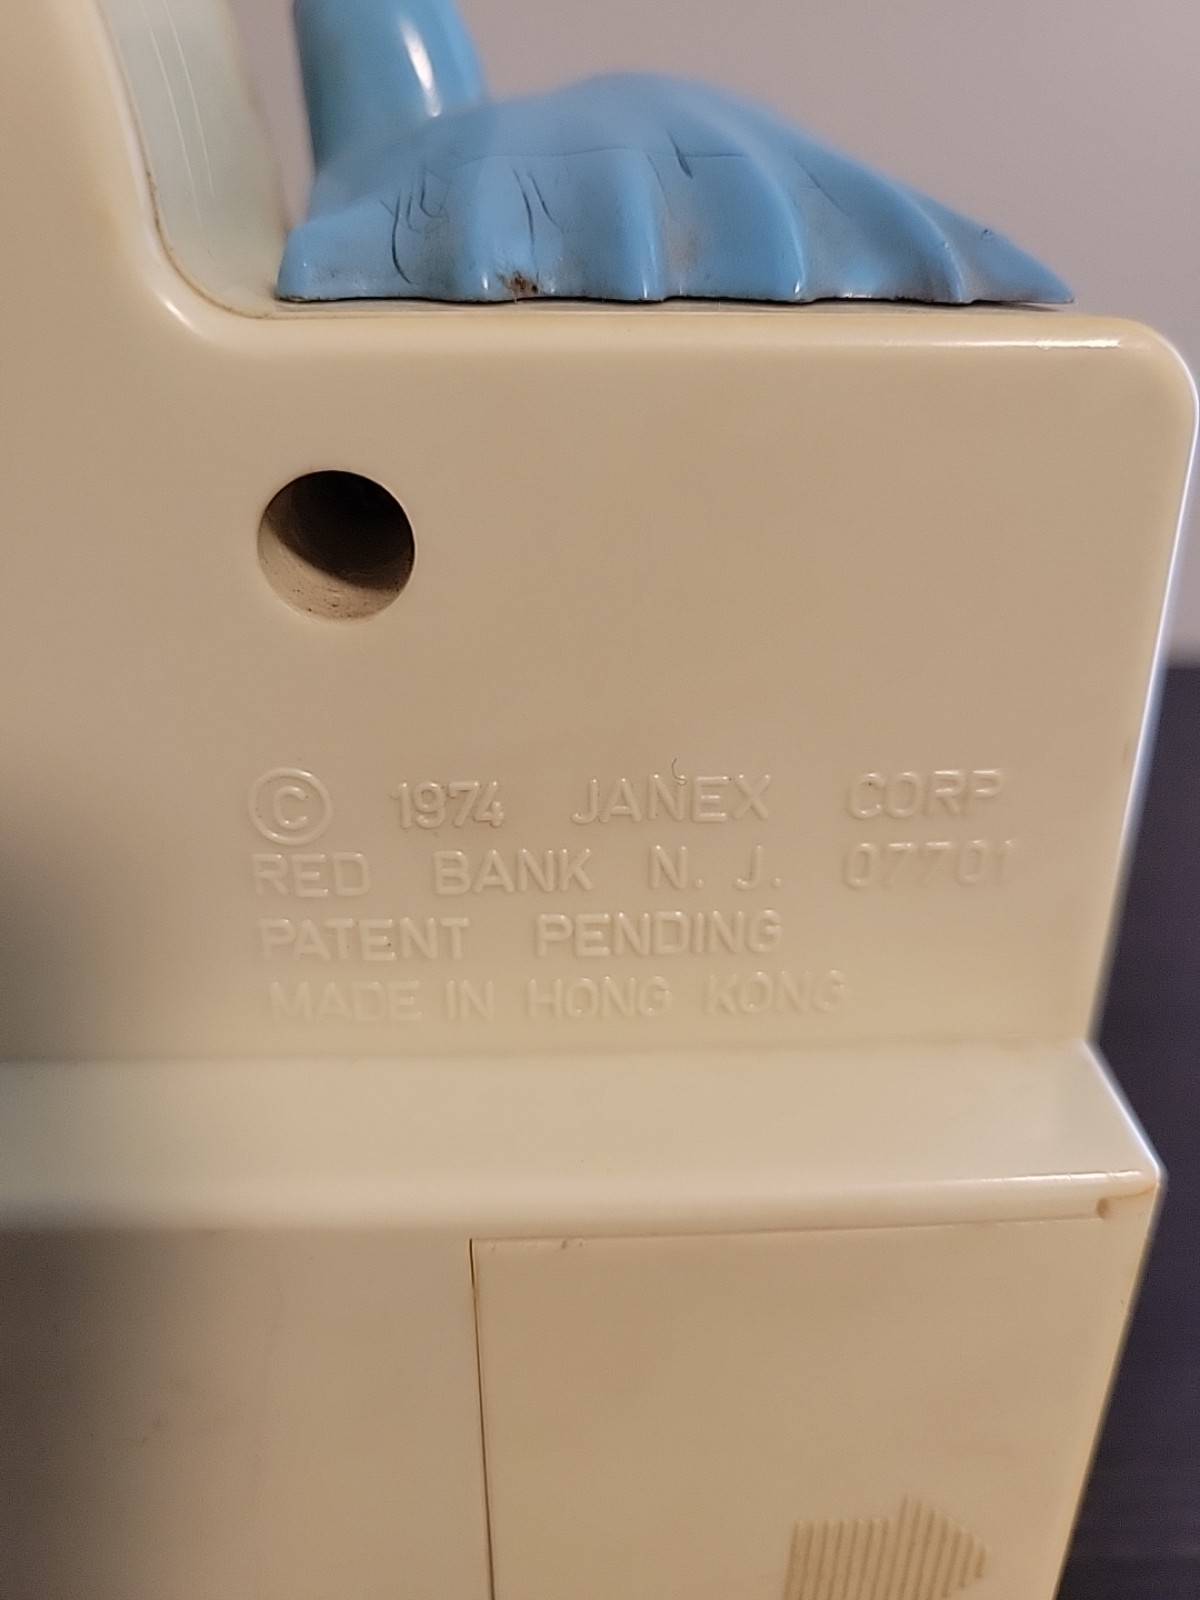 © 1974 JANEX CORP
RED BANK N. J. 07701
PATENT PENDING
MADE IN HONG KONG